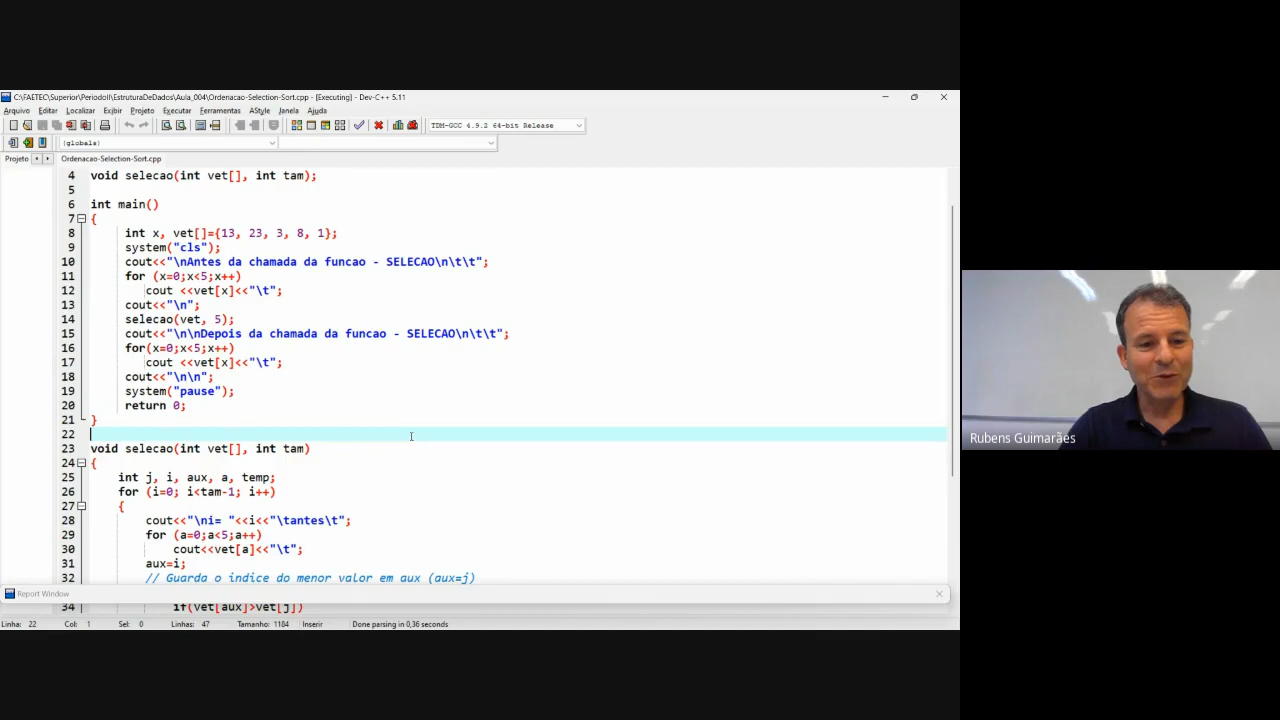 C:\FAETEC\Superior\PeriodoII\EstruturaDeDados\Aula_004\Ordenacao-Selection-Sort.cpp - [Executing] - Dev-C++ 5.11
Arquivo Editar Localizar Exibir Projeto Executar Ferramentas AStyle Janela Ajuda
TDM-GCC 4.9.2 64-bit Release
(globals)
Projeto Ordenacao-Selection-Sort.cpp
4 void selecao(int vet[], int tam);
5
6 int main()
7 {
8 int x, vet[]={13, 23, 3, 8, 1};
9 system("cls");
10 cout<<"\nAntes da chamada da funcao - SELECAO\n\t\t";
11 for (x=0;x<5;x++)
12 cout <<vet[x]<<"\t";
13 cout<<"\n";
14 selecao(vet, 5);
15 cout<<"\n\nDepois da chamada da funcao - SELECAO\n\t\t";
16 for(x=0;x<5;x++)
17 cout <<vet[x]<<"\t";
18 cout<<"\n\n";
19 system("pause");
20 return 0;
21 }
22
23 void selecao(int vet[], int tam)
24 {
25 int j, i, aux, a, temp;
26 for (i=0; i<tam-1; i++)
27 {
28 cout<<"\ni= "<<i<<"\tantes\t";
29 for (a=0;a<5;a++)
30 cout<<vet[a]<<"\t";
31 aux=i;
32 // Guarda o indice do menor valor em aux (aux=j)
Report Window
34 if(vet[aux]>vet[j])
Linha: 22 Col: 1 Sel: 0 Linhas: 47 Tamanho: 1184 Inserir Done parsing in 0,36 seconds
Rubens Guimarães